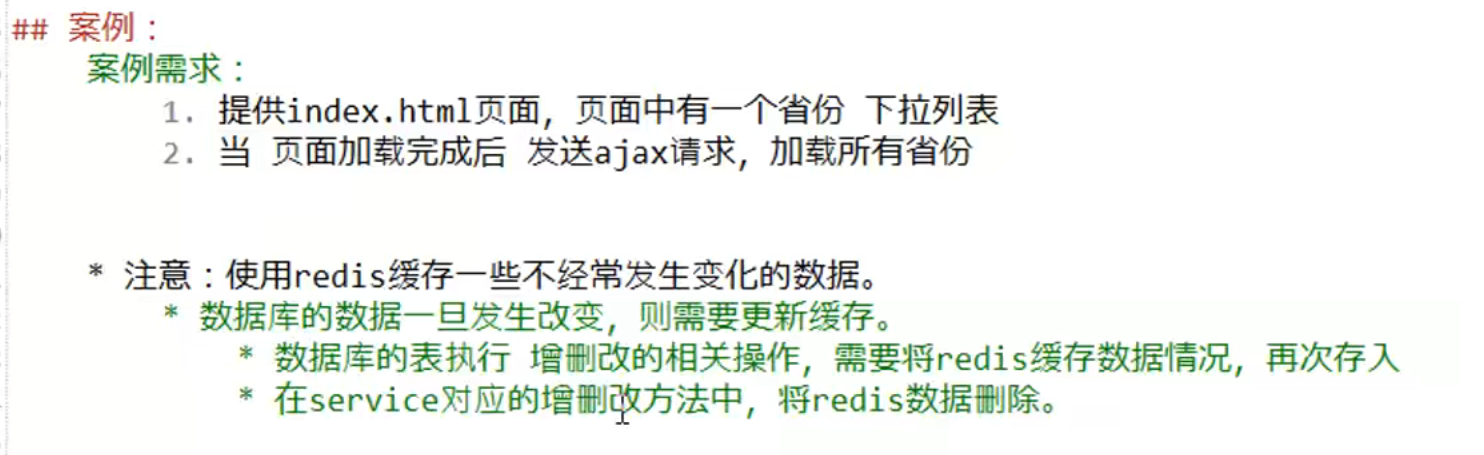 ## 案例：
案例需求：
1. 提供index.html页面，页面中有一个省份 下拉列表
2. 当 页面加载完成后 发送ajax请求，加载所有省份
* 注意：使用redis缓存一些不经常发生变化的数据。
* 数据库的数据一旦发生改变，则需要更新缓存。
* 数据库的表执行 增删改的相关操作，需要将redis缓存数据情况，再次存入
* 在service对应的增删改方法中，将redis数据删除。